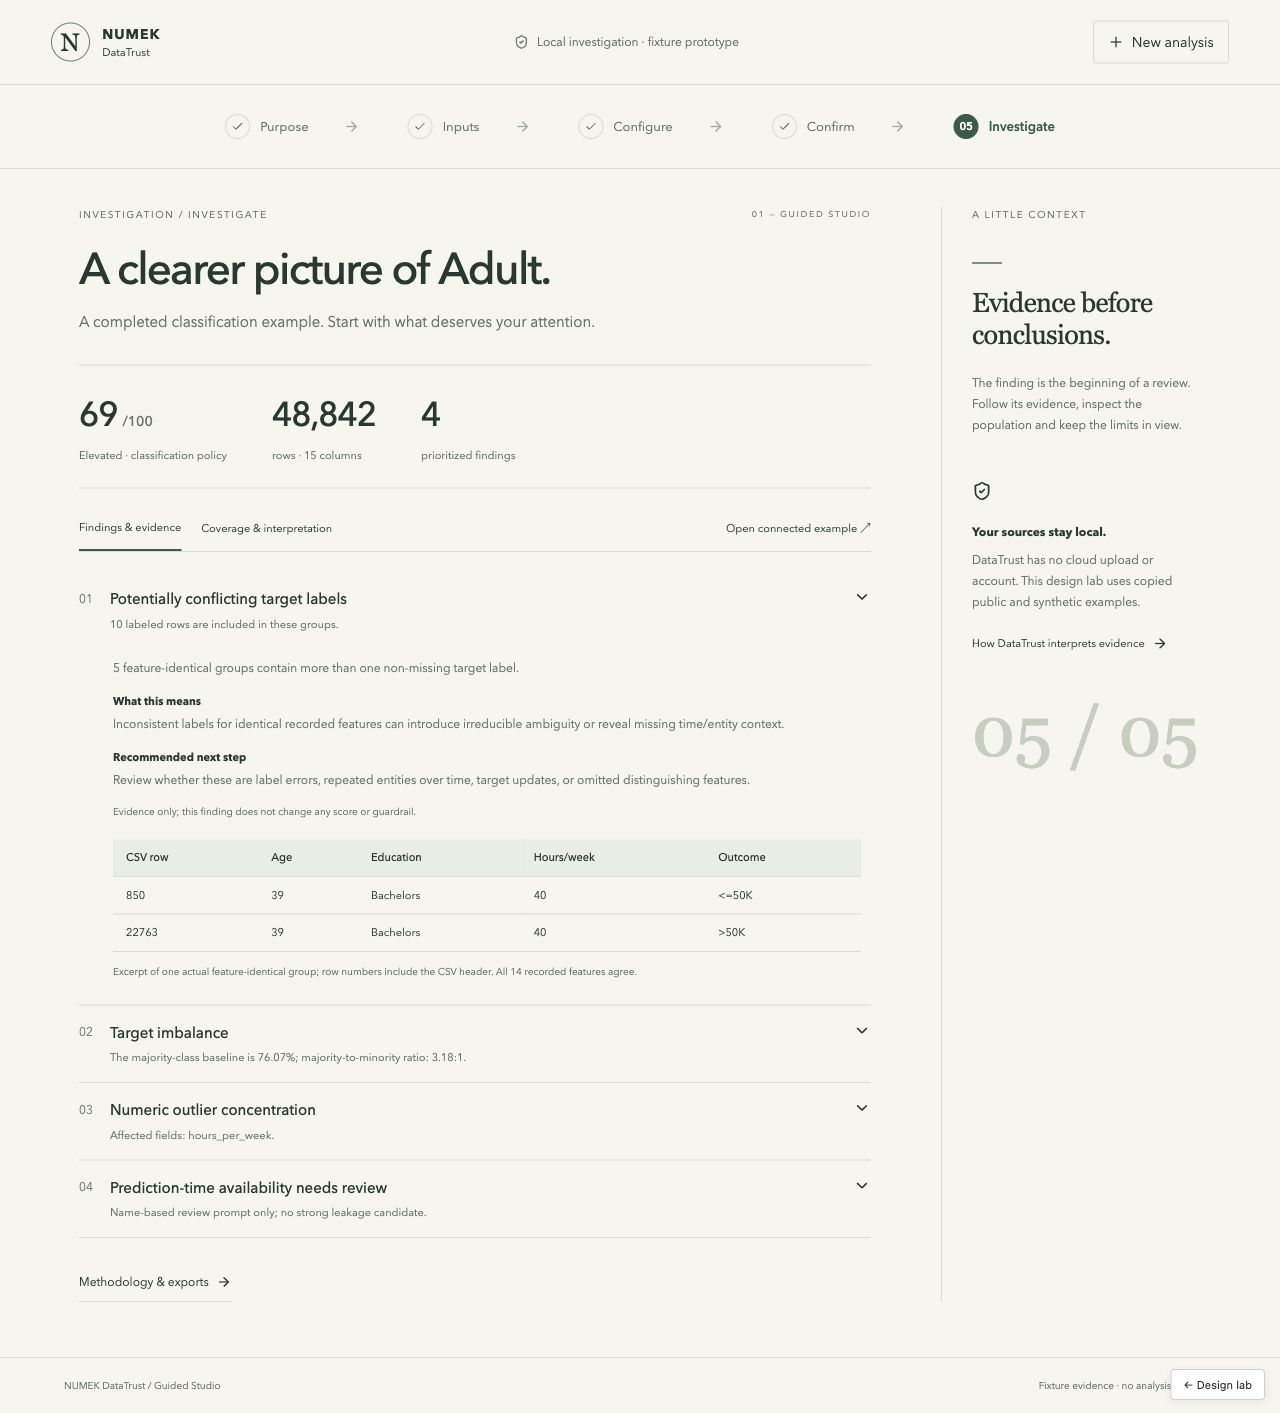 N NUMEK
DataTrust
Local investigation · fixture prototype
+ New analysis
Purpose → Inputs → Configure → Confirm → 05 Investigate
INVESTIGATION / INVESTIGATE
01 — GUIDED STUDIO
A clearer picture of Adult.
A completed classification example. Start with what deserves your attention.
69 /100
Elevated · classification policy
48,842
rows · 15 columns
4
prioritized findings
Findings & evidence
Coverage & interpretation
Open connected example ↗
01 Potentially conflicting target labels
10 labeled rows are included in these groups.
5 feature-identical groups contain more than one non-missing target label.
What this means
Inconsistent labels for identical recorded features can introduce irreducible ambiguity or reveal missing time/entity context.
Recommended next step
Review whether these are label errors, repeated entities over time, target updates, or omitted distinguishing features.
Evidence only; this finding does not change any score or guardrail.
CSV row Age Education Hours/week Outcome
850 39 Bachelors 40 <=50K
22763 39 Bachelors 40 >50K
Excerpt of one actual feature-identical group; row numbers include the CSV header. All 14 recorded features agree.
02 Target imbalance
The majority-class baseline is 76.07%; majority-to-minority ratio: 3.18:1.
03 Numeric outlier concentration
Affected fields: hours_per_week.
04 Prediction-time availability needs review
Name-based review prompt only; no strong leakage candidate.
Methodology & exports →
A LITTLE CONTEXT
Evidence before
conclusions.
The finding is the beginning of a review.
Follow its evidence, inspect the
population and keep the limits in view.
Your sources stay local.
DataTrust has no cloud upload or
account. This design lab uses copied
public and synthetic examples.
How DataTrust interprets evidence →
05 / 05
NUMEK DataTrust / Guided Studio
Fixture evidence · no analysis
← Design lab